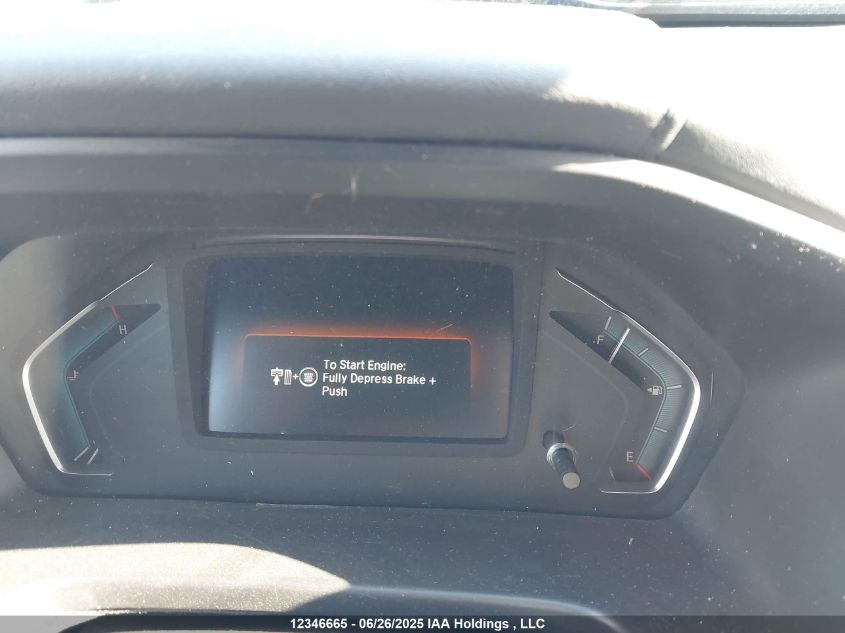 H
To Start Engine:
Fully Depress Brake +
Push
F
E
12346665 - 06/26/2025 IAA Holdings , LLC